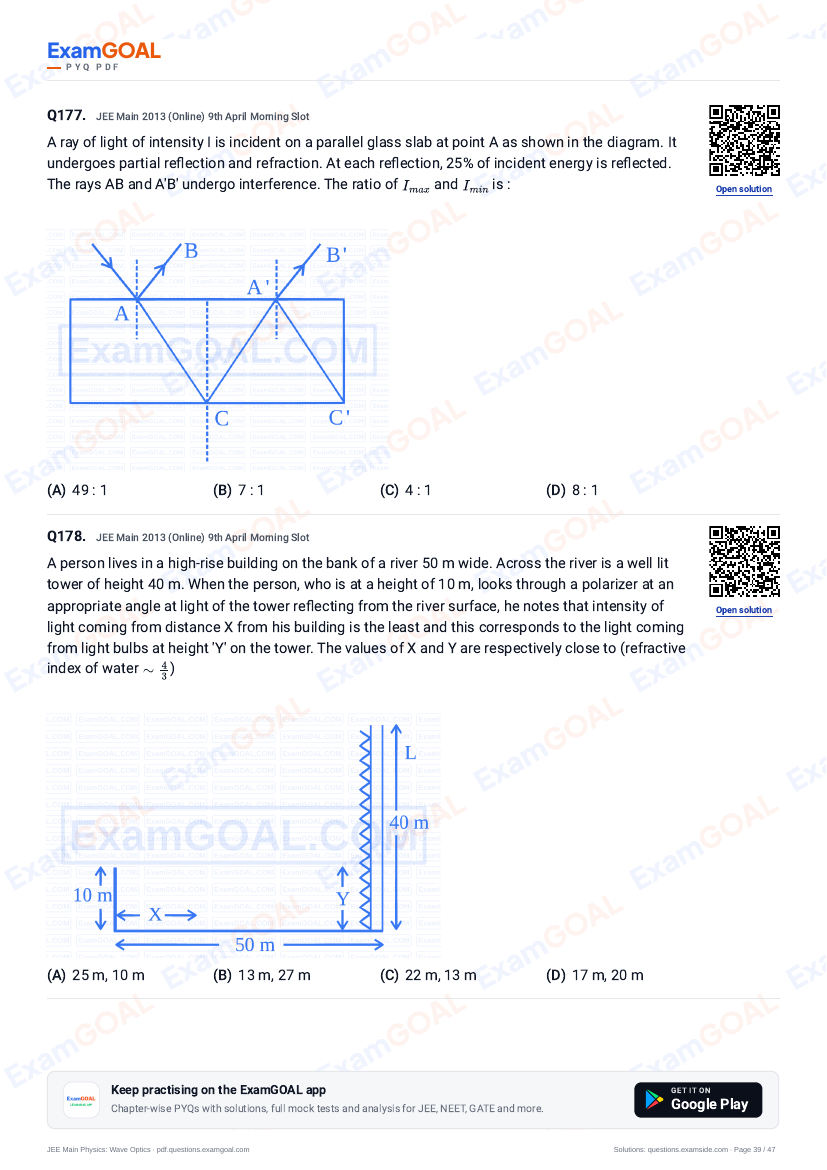 ExamGOAL
PYQ PDF
Q177. JEE Main 2013 (Online) 9th April Morning Slot
A ray of light of intensity I is incident on a parallel glass slab at point A as shown in the diagram. It
undergoes partial reflection and refraction. At each reflection, 25% of incident energy is reflected.
The rays AB and A'B' undergo interference. The ratio of I_max and I_min is :
Open solution
B
B'
A'
A
ExamGOAL.COM
C
C'
(A) 49 : 1 (B) 7 : 1 (C) 4 : 1 (D) 8 : 1
Q178. JEE Main 2013 (Online) 9th April Morning Slot
A person lives in a high-rise building on the bank of a river 50 m wide. Across the river is a well lit
tower of height 40 m. When the person, who is at a height of 10 m, looks through a polarizer at an
appropriate angle at light of the tower reflecting from the river surface, he notes that intensity of
light coming from distance X from his building is the least and this corresponds to the light coming
from light bulbs at height 'Y' on the tower. The values of X and Y are respectively close to (refractive
index of water ~ 4/3)
Open solution
L
40 m
ExamGOAL.COM
10 m
X
Y
50 m
(A) 25 m, 10 m (B) 13 m, 27 m (C) 22 m, 13 m (D) 17 m, 20 m
ExamGOAL
Keep practising on the ExamGOAL app
Chapter-wise PYQs with solutions, full mock tests and analysis for JEE, NEET, GATE and more.
GET IT ON
Google Play
JEE Main Physics: Wave Optics · pdf.questions.examgoal.com
Solutions: questions.examside.com · Page 39 / 47